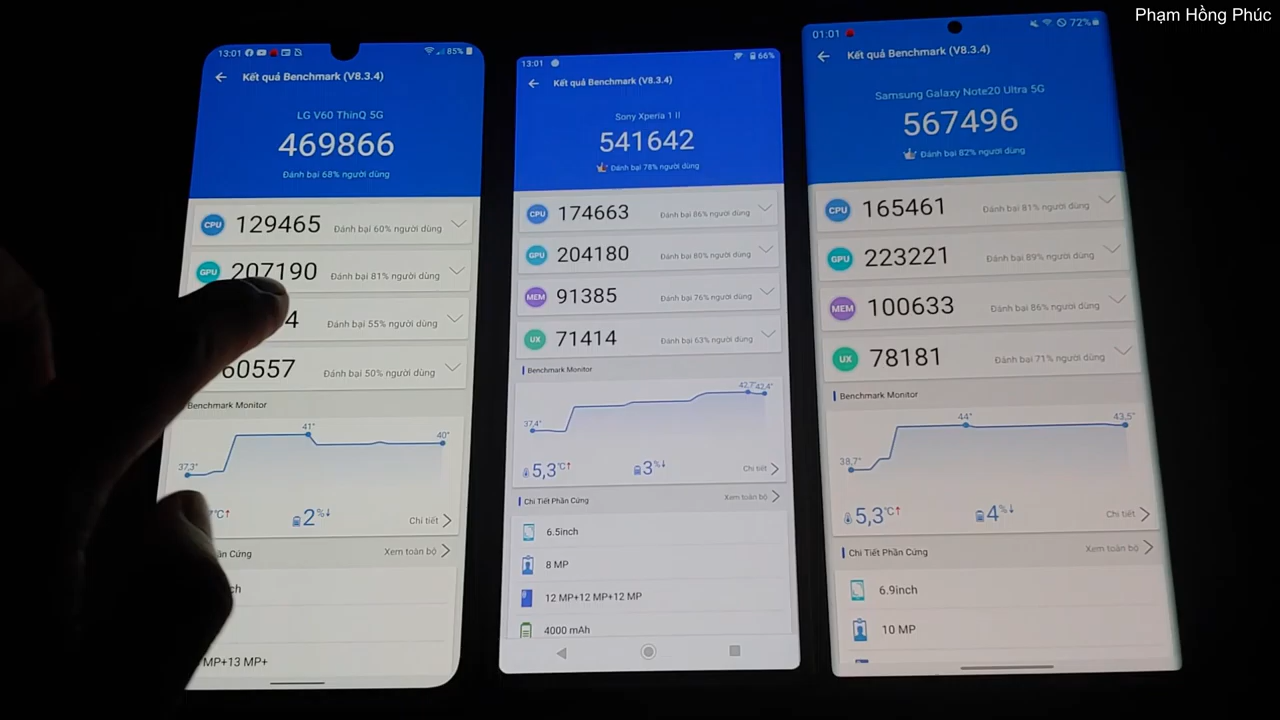 Phạm Hồng Phúc
13:01 85%
Kết quả Benchmark (V8.3.4)
LG V60 ThinQ 5G
469866
Đánh bại 68% người dùng
CPU 129465 Đánh bại 60% người dùng
GPU 207190 Đánh bại 81% người dùng
4 Đánh bại 55% người dùng
60557 Đánh bại 50% người dùng
Benchmark Monitor
37,3° 41° 40°
°C↑ 2%↓ Chi tiết
ần Cứng Xem toàn bộ
ch
MP+13 MP+
13:01 66%
Kết quả Benchmark (V8.3.4)
Sony Xperia 1 II
541642
Đánh bại 78% người dùng
CPU 174663 Đánh bại 86% người dùng
GPU 204180 Đánh bại 80% người dùng
MEM 91385 Đánh bại 76% người dùng
UX 71414 Đánh bại 63% người dùng
Benchmark Monitor
37,4° 42,7° 42,4°
5,3°C↑ 3%↓ Chi tiết
Chi Tiết Phần Cứng Xem toàn bộ
6.5inch
8 MP
12 MP+12 MP+12 MP
4000 mAh
01:01 72%
Kết quả Benchmark (V8.3.4)
Samsung Galaxy Note20 Ultra 5G
567496
Đánh bại 82% người dùng
CPU 165461 Đánh bại 81% người dùng
GPU 223221 Đánh bại 89% người dùng
MEM 100633 Đánh bại 86% người dùng
UX 78181 Đánh bại 71% người dùng
Benchmark Monitor
38,7° 44° 43,5°
5,3°C↑ 4%↓ Chi tiết
Chi Tiết Phần Cứng Xem toàn bộ
6.9inch
10 MP